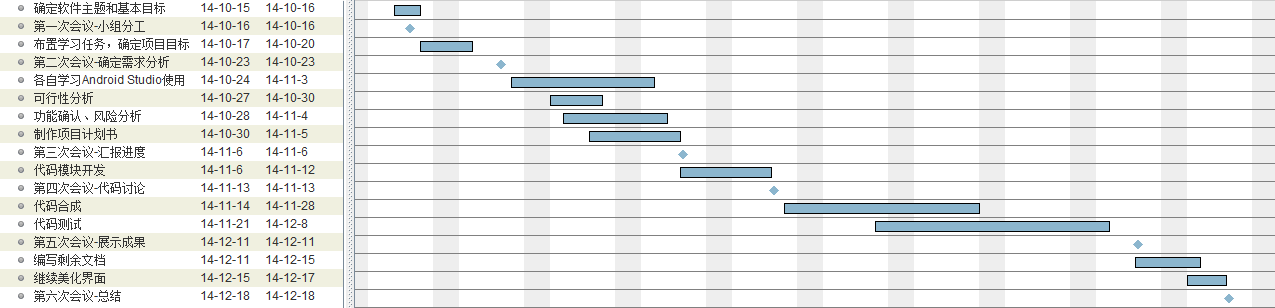 确定软件主题和基本目标 14-10-15 14-10-16
第一次会议-小组分工 14-10-16 14-10-16
布置学习任务，确定项目目标 14-10-17 14-10-20
第二次会议-确定需求分析 14-10-23 14-10-23
各自学习Android Studio使用 14-10-24 14-11-3
可行性分析 14-10-27 14-10-30
功能确认、风险分析 14-10-28 14-11-4
制作项目计划书 14-10-30 14-11-5
第三次会议-汇报进度 14-11-6 14-11-6
代码模块开发 14-11-6 14-11-12
第四次会议-代码讨论 14-11-13 14-11-13
代码合成 14-11-14 14-11-28
代码测试 14-11-21 14-12-8
第五次会议-展示成果 14-12-11 14-12-11
编写剩余文档 14-12-11 14-12-15
继续美化界面 14-12-15 14-12-17
第六次会议-总结 14-12-18 14-12-18